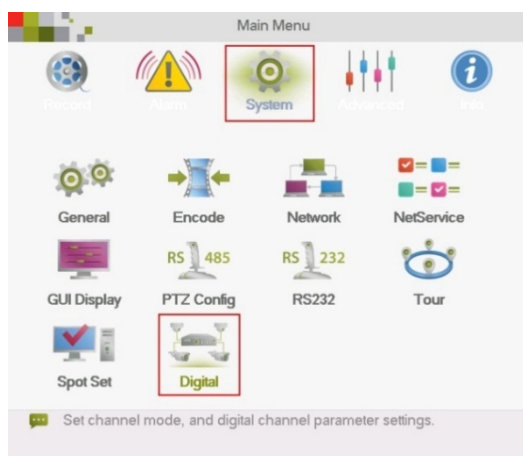 Main Menu
Record Alarm System Advanced Info
General Encode Network NetService
RS 485 RS 232
GUI Display PTZ Config RS232 Tour
Spot Set Digital
Set channel mode, and digital channel parameter settings.